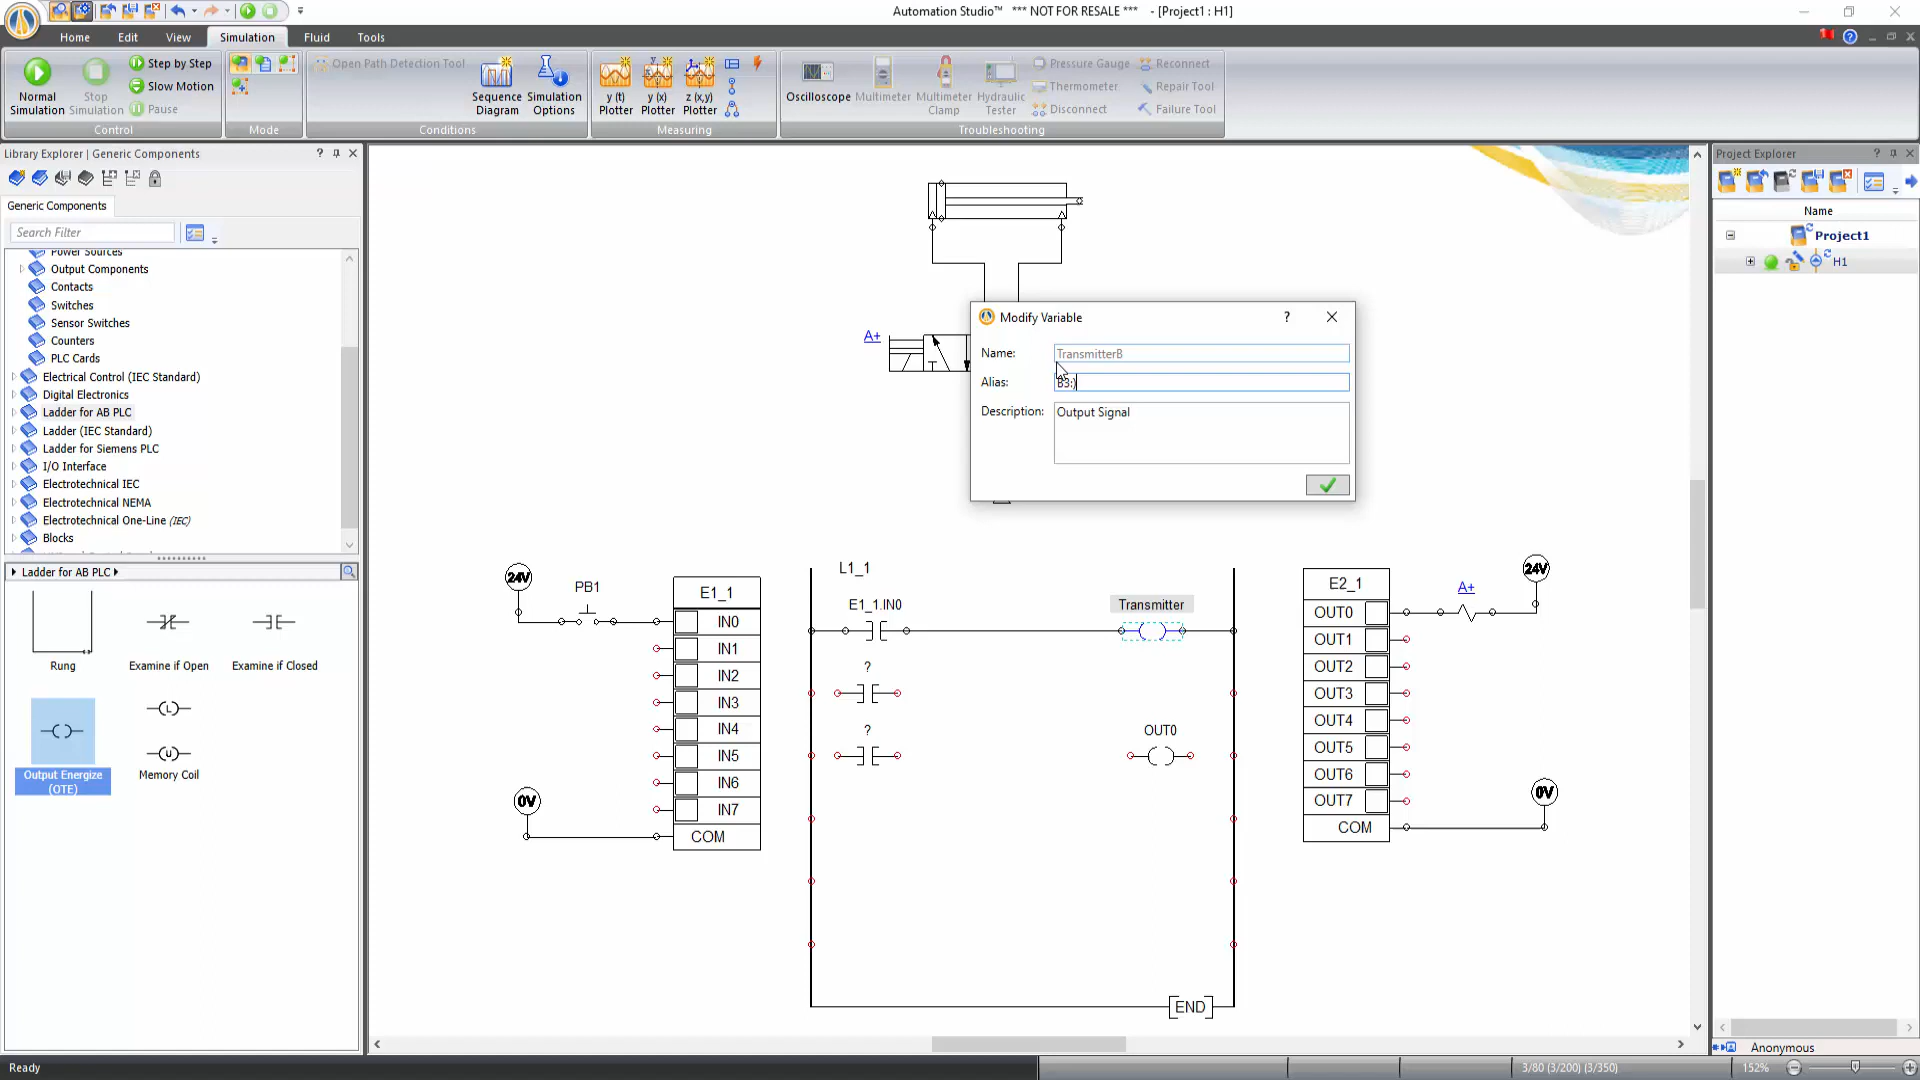 Automation Studio™ *** NOT FOR RESALE *** - [Project1 : H1]
Home
Edit
View
Simulation
Fluid
Tools
Normal
Simulation
Stop
Simulation
Step by Step
Slow Motion
Pause
Control
Mode
Open Path Detection Tool
Sequence
Diagram
Simulation
Options
Conditions
y (t)
Plotter
y (x)
Plotter
z (x,y)
Plotter
Measuring
Oscilloscope
Multimeter
Multimeter
Clamp
Hydraulic
Tester
Pressure Gauge
Thermometer
Disconnect
Reconnect
Repair Tool
Failure Tool
Troubleshooting
Library Explorer | Generic Components
Generic Components
Search Filter
Power Sources
Output Components
Contacts
Switches
Sensor Switches
Counters
PLC Cards
Electrical Control (IEC Standard)
Digital Electronics
Ladder for AB PLC
Ladder (IEC Standard)
Ladder for Siemens PLC
I/O Interface
Electrotechnical IEC
Electrotechnical NEMA
Electrotechnical One-Line (IEC)
Blocks
Ladder for AB PLC
Rung
Examine if Open
Examine if Closed
Output Energize
(OTE)
L
U
Memory Coil
A+
Modify Variable
?
Name:
TransmitterB
Alias:
B3:)
Description:
Output Signal
24V
PB1
E1_1
IN0
IN1
IN2
IN3
IN4
IN5
IN6
IN7
COM
0V
L1_1
E1_1.IN0
Transmitter
?
?
OUT0
END
E2_1
OUT0
OUT1
OUT2
OUT3
OUT4
OUT5
OUT6
OUT7
COM
A+
24V
0V
Project Explorer
Name
Project1
H1
Anonymous
Ready
3/80 (3/200) (3/350)
152%